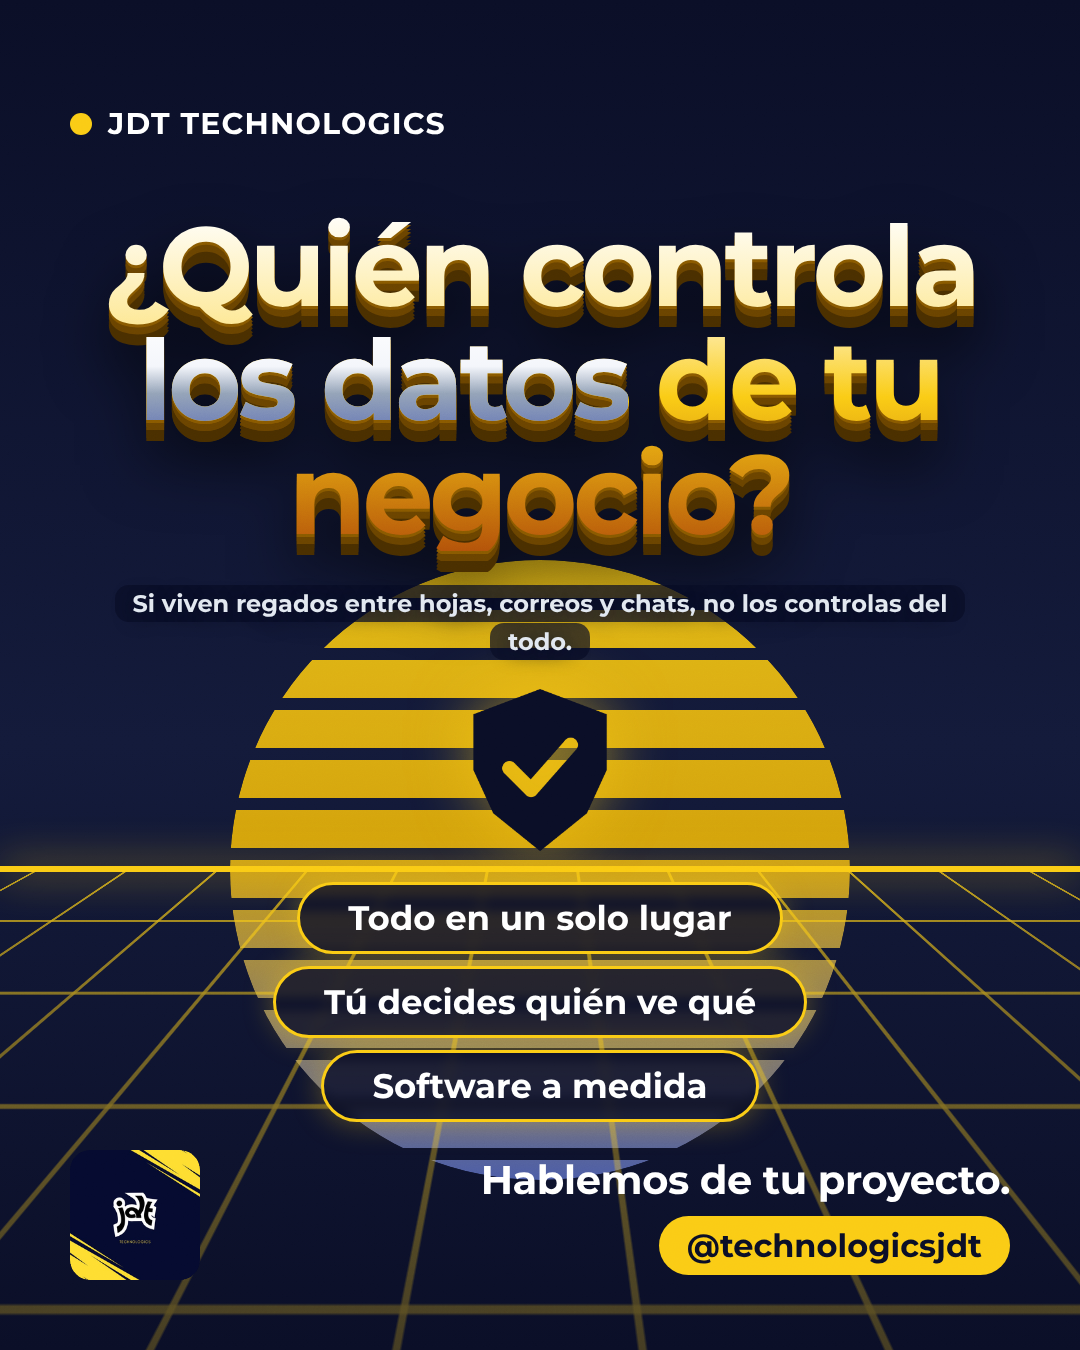 JDT TECHNOLOGICS
¿Quién controla
los datos de tu
negocio?
Si viven regados entre hojas, correos y chats, no los controlas del
todo.
Todo en un solo lugar
Tú decides quién ve qué
Software a medida
Hablemos de tu proyecto.
@technologicsjdt
jdt
TECHNOLOGICS